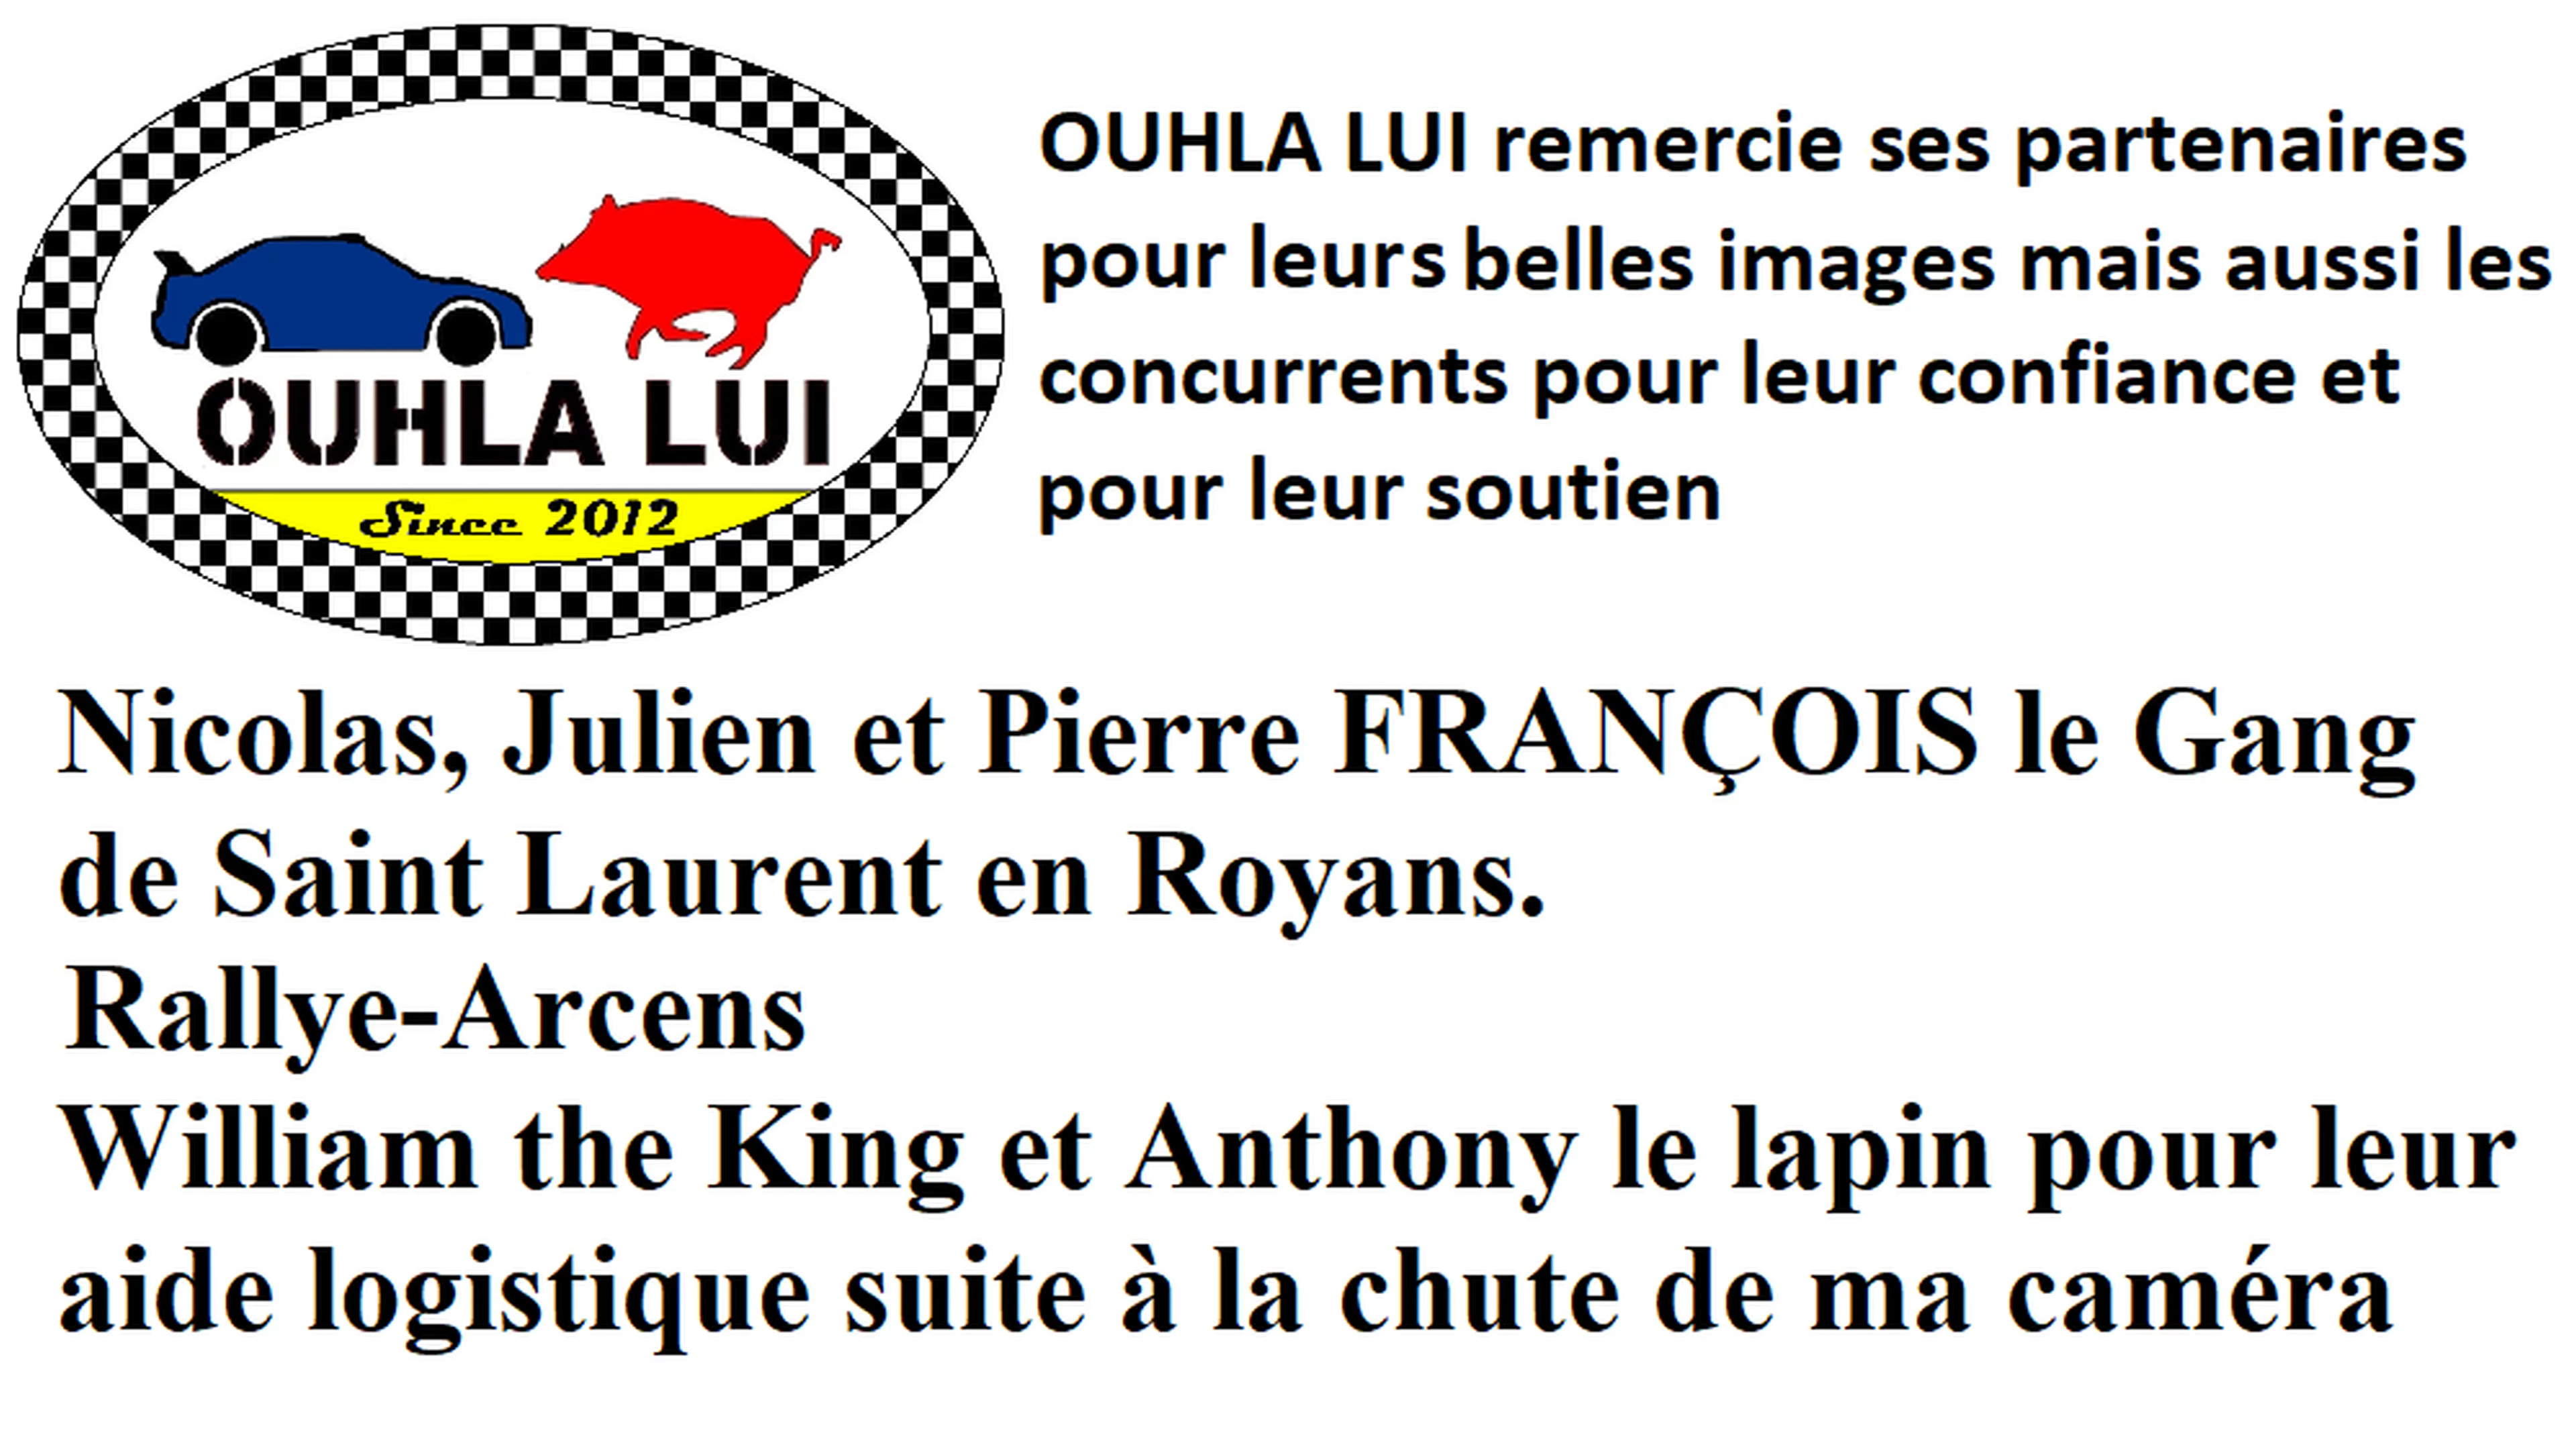 OUHLA LUI
Since 2012
OUHLA LUI remercie ses partenaires
pour leurs belles images mais aussi les
concurrents pour leur confiance et
pour leur soutien
Nicolas, Julien et Pierre FRANÇOIS le Gang
de Saint Laurent en Royans.
Rallye-Arcens
William the King et Anthony le lapin pour leur
aide logistique suite à la chute de ma caméra